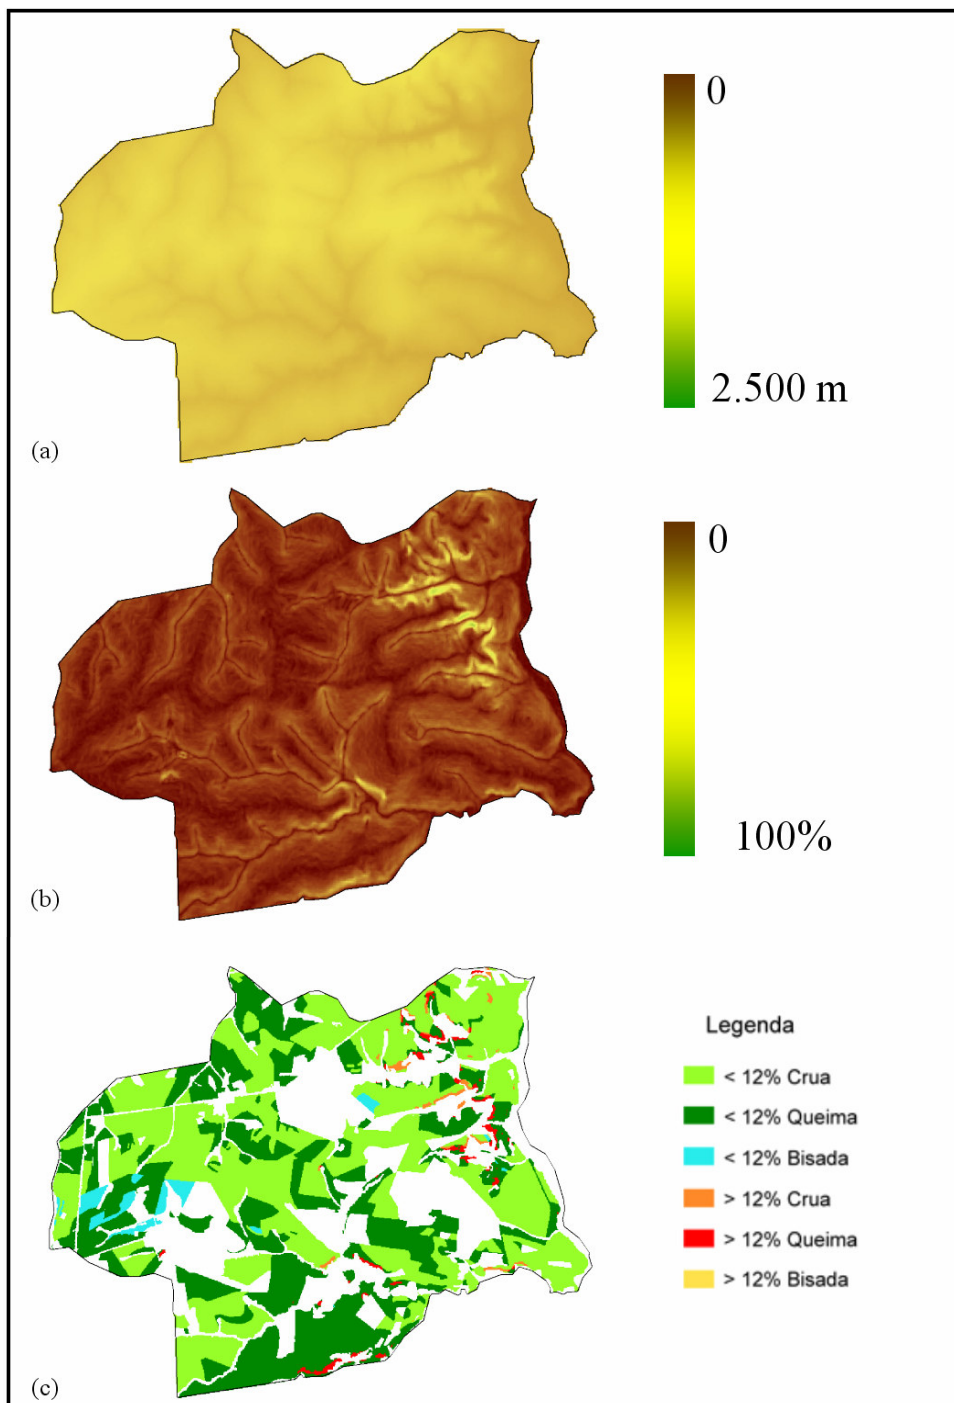 0
2.500 m
(a)
0
100%
(b)
Legenda
< 12% Crua
< 12% Queima
< 12% Bisada
> 12% Crua
> 12% Queima
> 12% Bisada
(c)